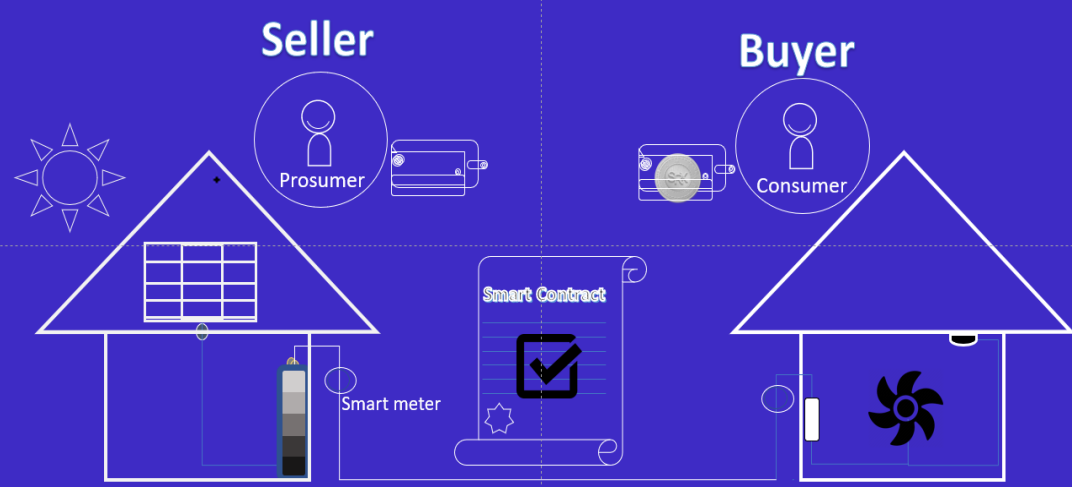 Seller
Buyer
Prosumer
Consumer
Smart Contract
Smart meter